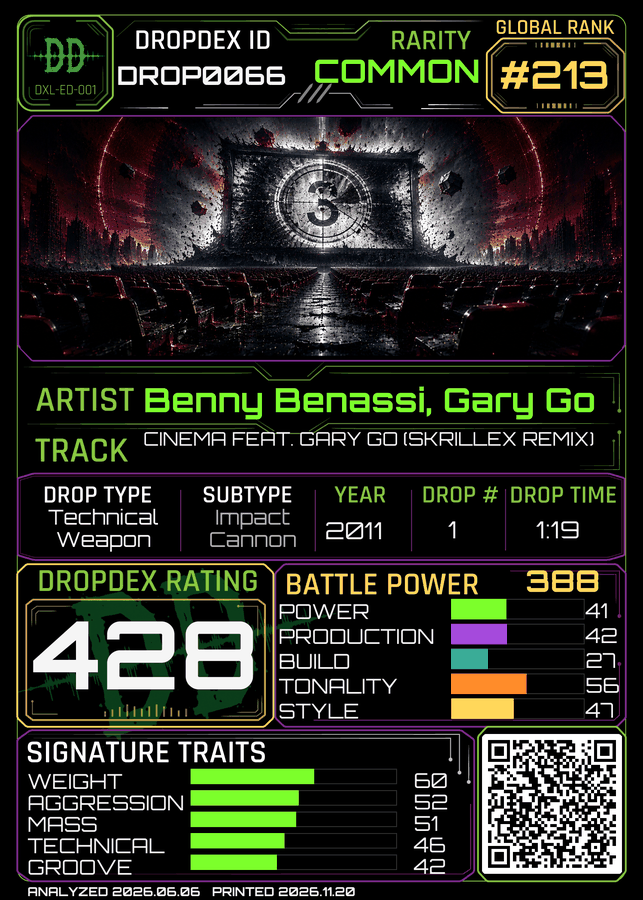 DD
DXL-ED-001
DROPDEX ID
DROP0066
RARITY
COMMON
GLOBAL RANK
#213
3
ARTIST Benny Benassi, Gary Go
TRACK CINEMA FEAT. GARY GO (SKRILLEX REMIX)
DROP TYPE SUBTYPE YEAR DROP # DROP TIME
Technical Weapon
Impact Cannon
2011
1
1:19
DROPDEX RATING
428
BATTLE POWER 388
POWER 41
PRODUCTION 42
BUILD 27
TONALITY 56
STYLE 47
SIGNATURE TRAITS
WEIGHT 60
AGGRESSION 52
MASS 51
TECHNICAL 46
GROOVE 42
ANALYZED 2026.06.06 PRINTED 2026.11.20